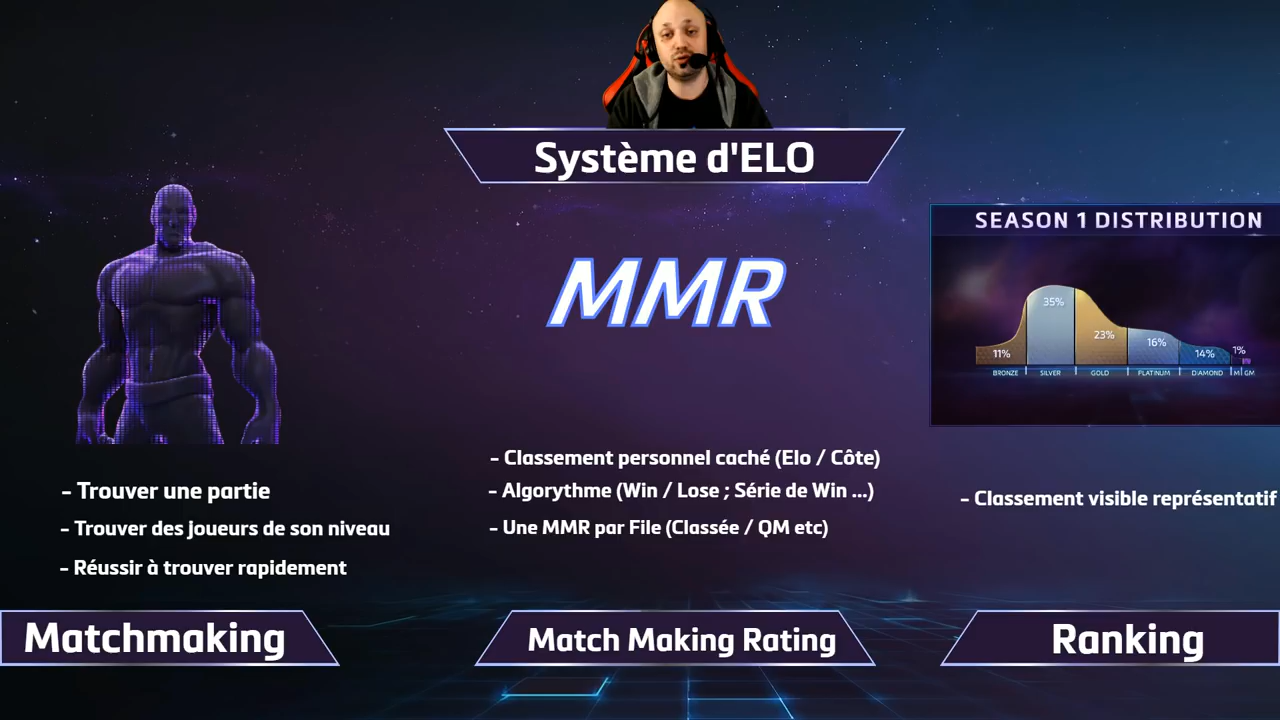 Système d'ELO
MMR
SEASON 1 DISTRIBUTION
11%
35%
23%
16%
14%
1%
BRONZE
SILVER
GOLD
PLATINUM
DIAMOND
M
GM
- Trouver une partie
- Trouver des joueurs de son niveau
- Réussir à trouver rapidement
- Classement personnel caché (Elo / Côte)
- Algorythme (Win / Lose ; Série de Win ...)
- Une MMR par File (Classée / QM etc)
- Classement visible représentatif
Matchmaking
Match Making Rating
Ranking